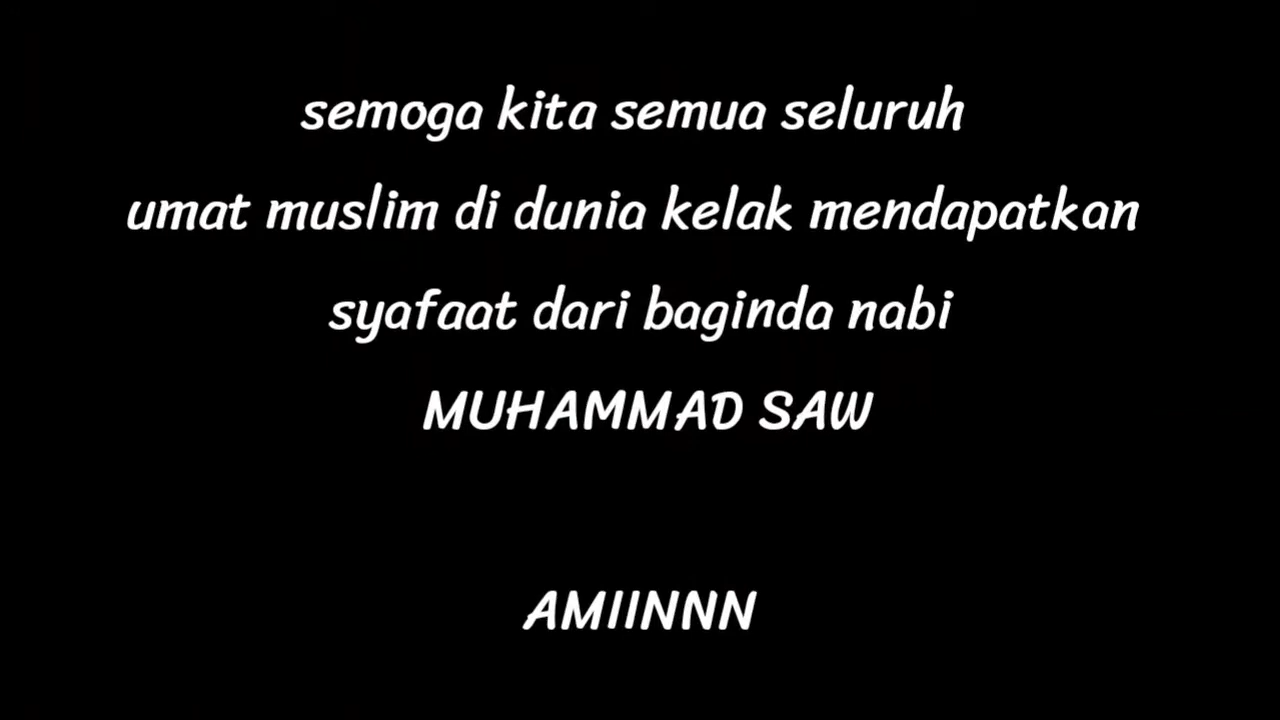 semoga kita semua seluruh
umat muslim di dunia kelak mendapatkan
syafaat dari baginda nabi
MUHAMMAD SAW
AMIINNN